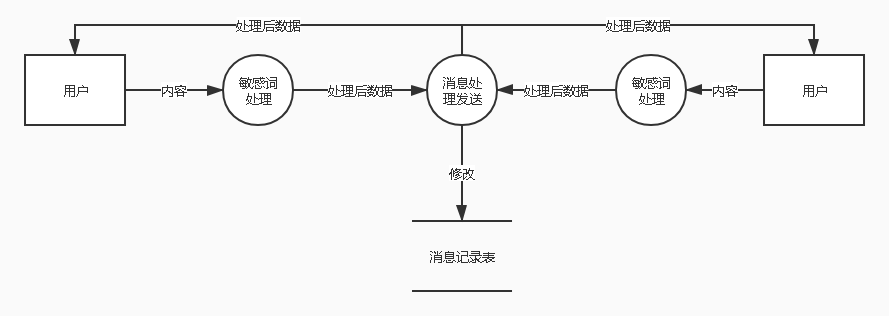 处理后数据
处理后数据
用户
内容
敏感词
处理
处理后数据
消息处
理发送
处理后数据
敏感词
处理
内容
用户
修改
消息记录表